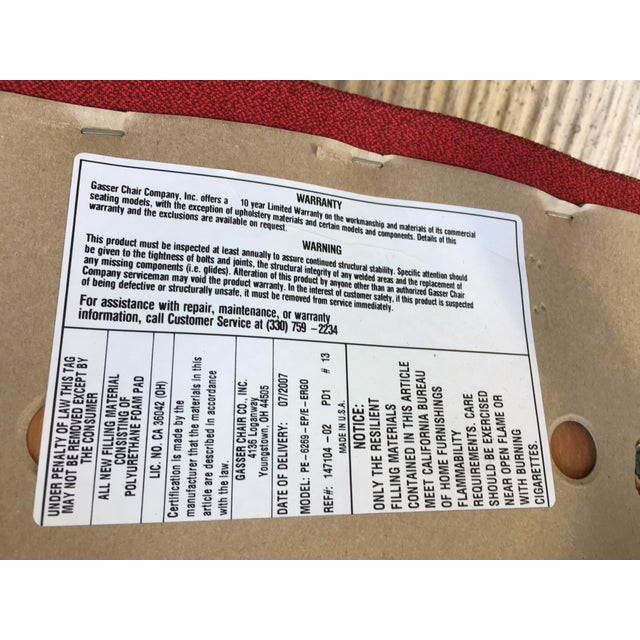 WARRANTY
Gasser Chair Company, Inc. offers a 10 year Limited Warranty on the workmanship and materials of its commercial
seating models, with the exception of upholstery materials and certain models and components. Details of this
warranty and the exclusions are available on request.
WARNING
This product must be inspected at least annually to assure continued structural stability. Specific attention should
be given to the tightness of bolts and joints, the structural integrity of any welded areas and the replacement of
any missing components (i.e. glides). Alteration of this product by anyone other than an authorized Gasser Chair
Company serviceman may void the product warranty. In the interest of customer safety, if this product is suspected
of being defective or structurally unsafe, it must be removed from service immediately.
For assistance with repair, maintenance, or warranty
information, call Customer Service at (330) 759 -2234
UNDER PENALTY OF LAW THIS TAG
MAY NOT BE REMOVED EXCEPT BY
THE CONSUMER
ALL NEW FILLING MATERIAL
CONSISTING OF
POLYURETHANE FOAM PAD
LIC. NO. CA 36042 (OH)
Certification is made by the
manufacturer that the materials in this
article are described in accordance
with the law.
GASSER CHAIR CO., INC.
4136 Loganway
Youngstown, OH 44505
DATE OF DELIVERY: 07/2007
MODEL: PE-6269-EP/E-ERGO
REF#: 147104 -02 PD1 # 13
MADE IN U.S.A.
NOTICE:
ONLY THE RESILIENT
FILLING MATERIALS
CONTAINED IN THIS ARTICLE
MEET CALIFORNIA BUREAU
OF HOME FURNISHINGS
FLAMMABILITY
REQUIREMENTS. CARE
SHOULD BE EXERCISED
NEAR OPEN FLAME OR
WITH BURNING
CIGARETTES.